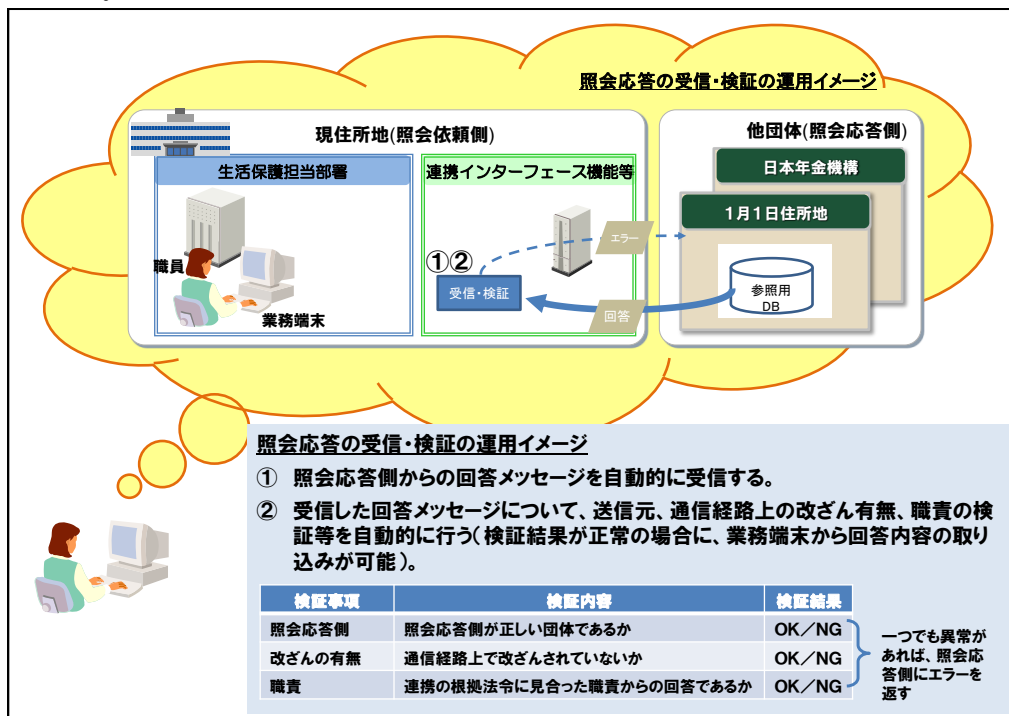 照会応答の受信・検証の運用イメージ
現住所地(照会依頼側)
他団体(照会応答側)
生活保護担当部署
連携インターフェース機能等
日本年金機構
1月1日住所地
エラー
職員
①②
受信・検証
参照用
DB
回答
業務端末
照会応答の受信・検証の運用イメージ
① 照会応答側からの回答メッセージを自動的に受信する。
② 受信した回答メッセージについて、送信元、通信経路上の改ざん有無、職責の検
証等を自動的に行う(検証結果が正常の場合に、業務端末から回答内容の取り
込みが可能)。
検証事項 検証内容 検証結果
照会応答側 照会応答側が正しい団体であるか OK/NG
改ざんの有無 通信経路上で改ざんされていないか OK/NG
職責 連携の根拠法令に見合った職責からの回答であるか OK/NG
一つでも異常が
あれば、照会応
答側にエラーを
返す